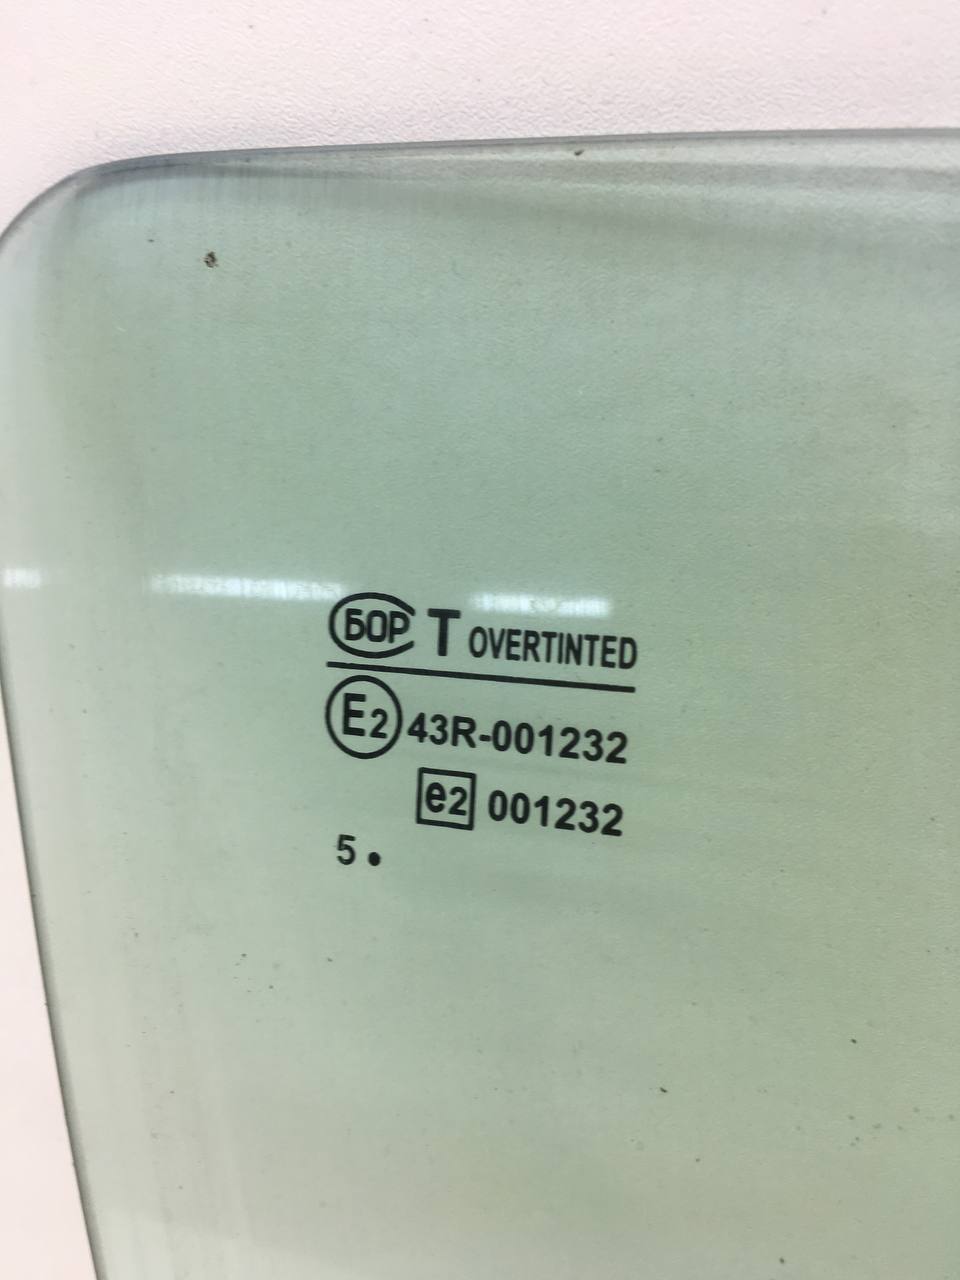 БОР T OVERTINTED
E2 43R-001232
e2 001232
5 •